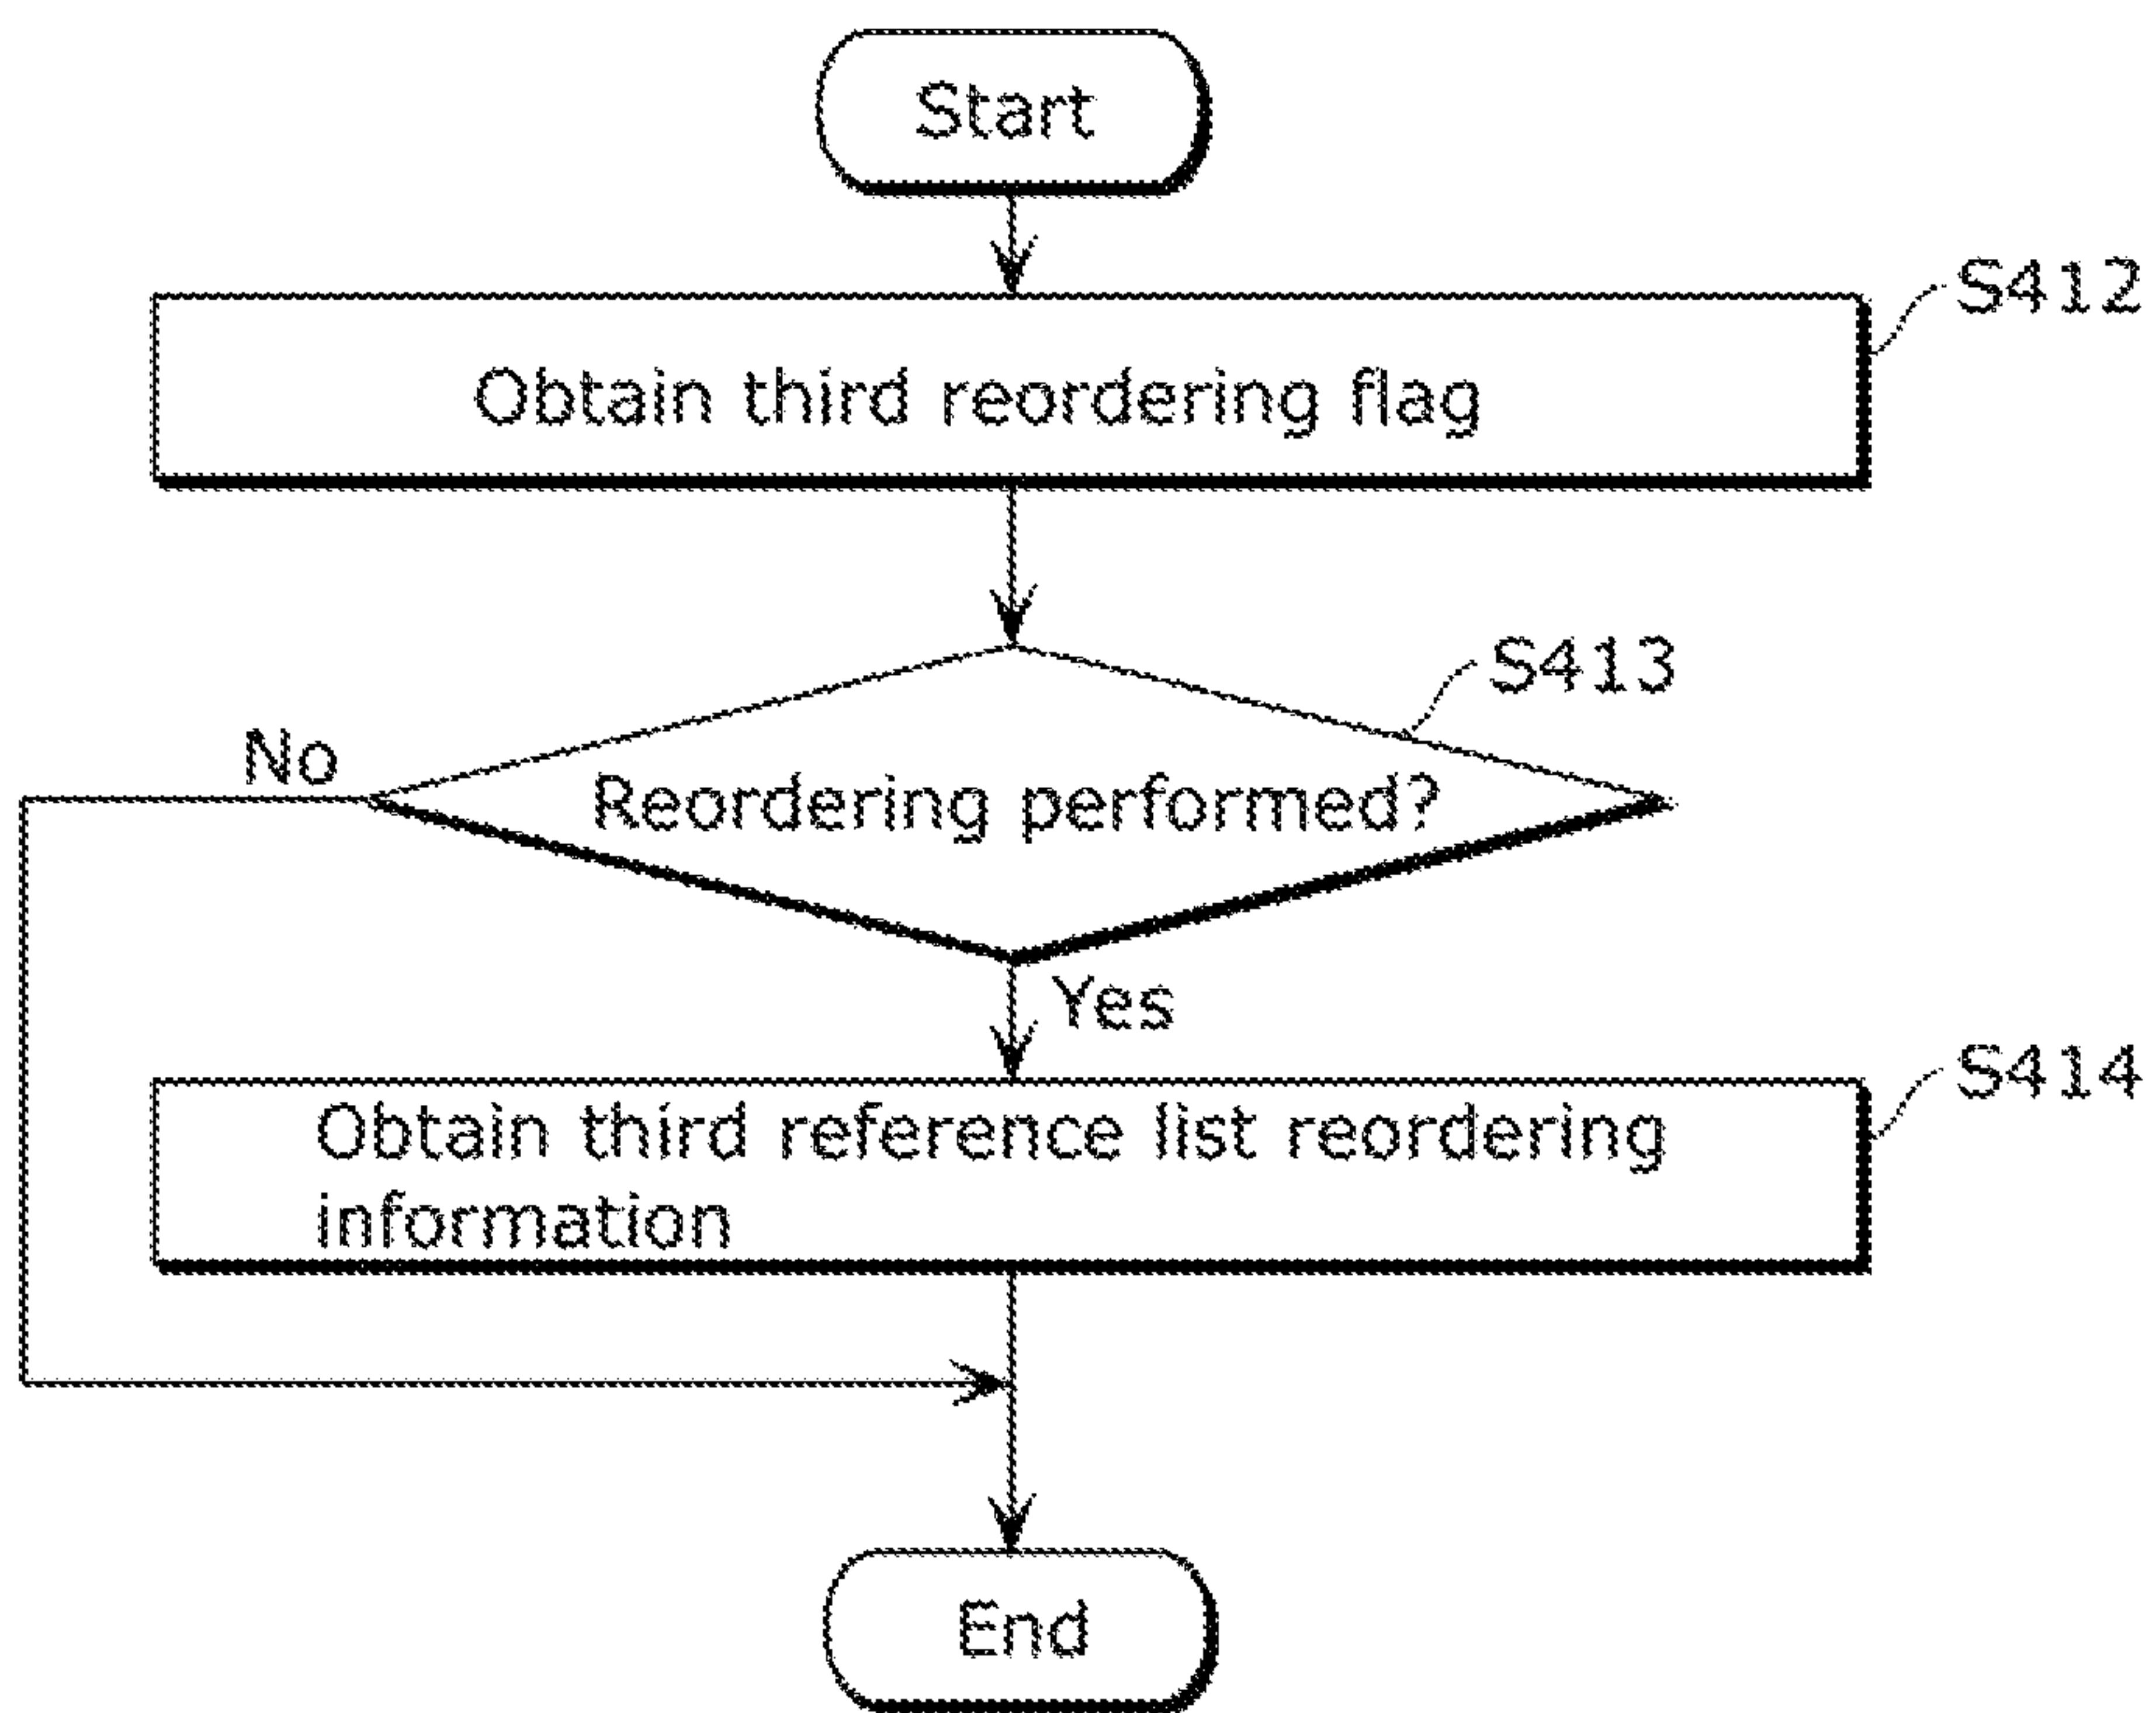 Start
S412
Obtain third reordering flag
S413
No
Reordering performed?
Yes
S414
Obtain third reference list reordering
information
End